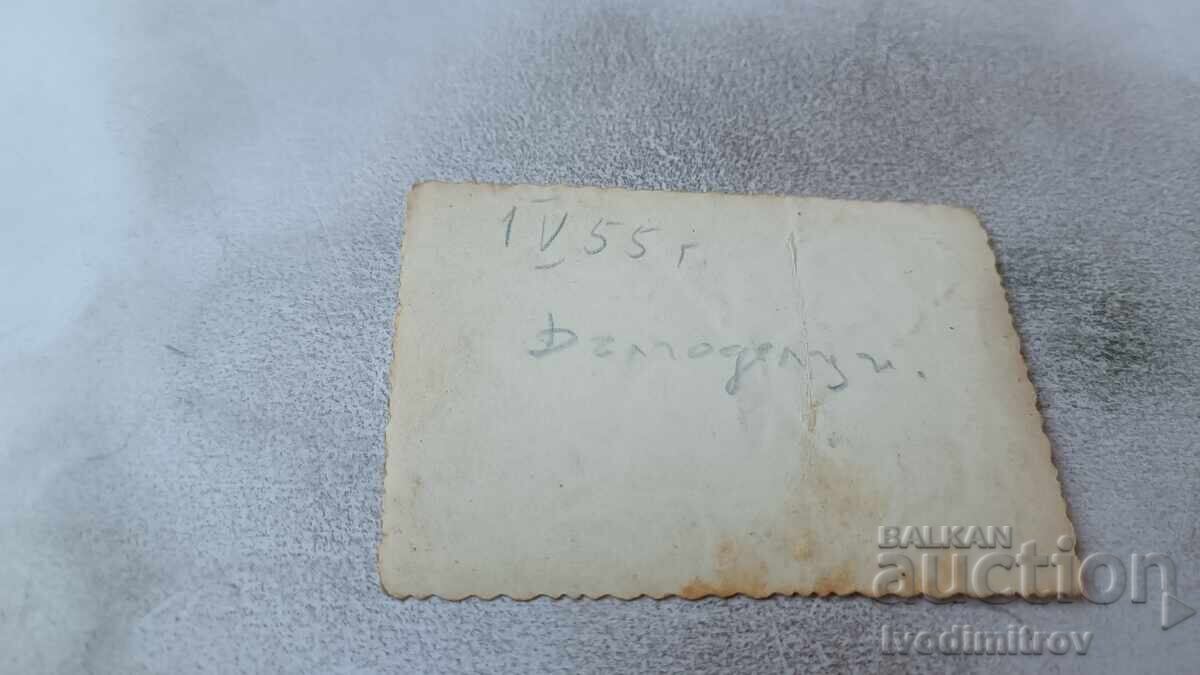 1 V 55 г.
BALKAN
auction
ivodimitrov